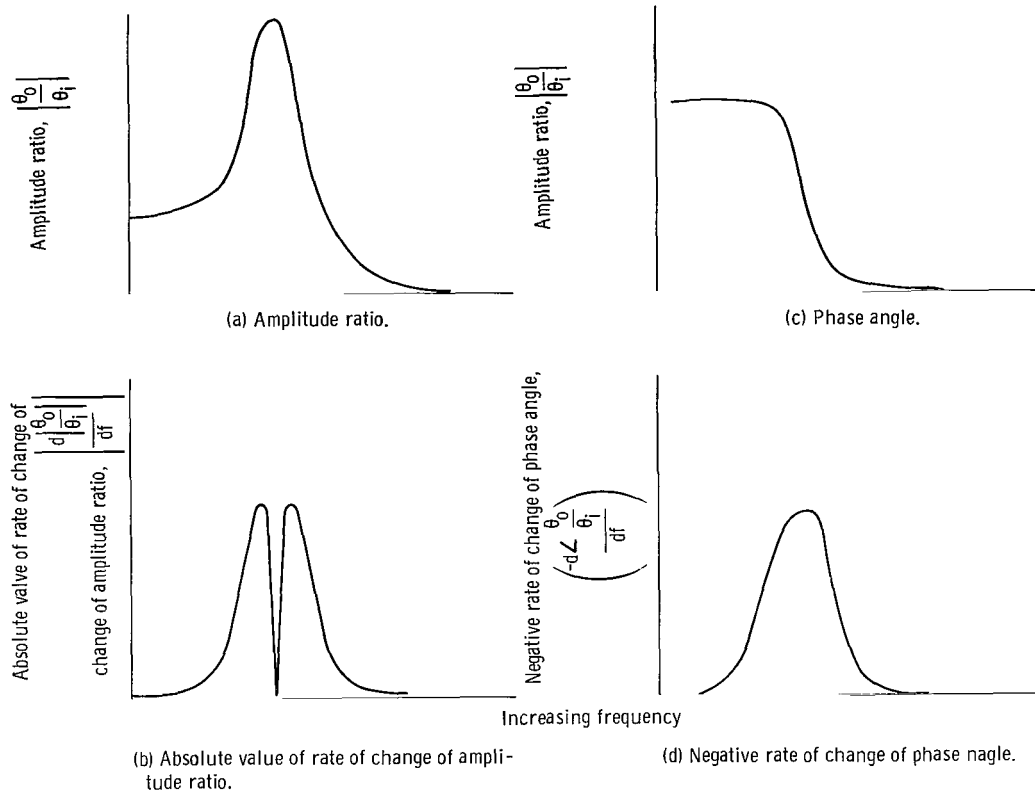 Amplitude ratio, |θo/θi|
(a) Amplitude ratio.
Amplitude ratio, |θo/θi|
(c) Phase angle.
Absolute valve of rate of change of
change of amplitude ratio, |d|θo/θi|/df|
(b) Absolute value of rate of change of ampli-
tude ratio.
Negative rate of change of phase angle,
(-d∠ θo/θi / df)
Increasing frequency
(d) Negative rate of change of phase nagle.